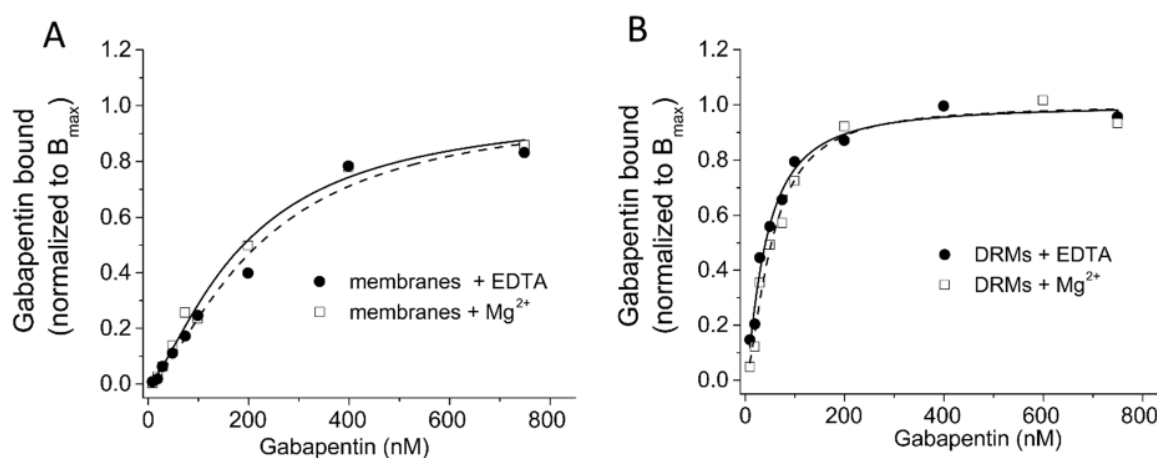 A
Gabapentin bound
(normalized to B_max)
1.2
1.0
0.8
0.6
0.4
0.2
0.0
membranes + EDTA
membranes + Mg²⁺
0 200 400 600 800
Gabapentin (nM)
B
Gabapentin bound
(normalized to B_max)
1.2
1.0
0.8
0.6
0.4
0.2
0.0
DRMs + EDTA
DRMs + Mg²⁺
0 200 400 600 800
Gabapentin (nM)